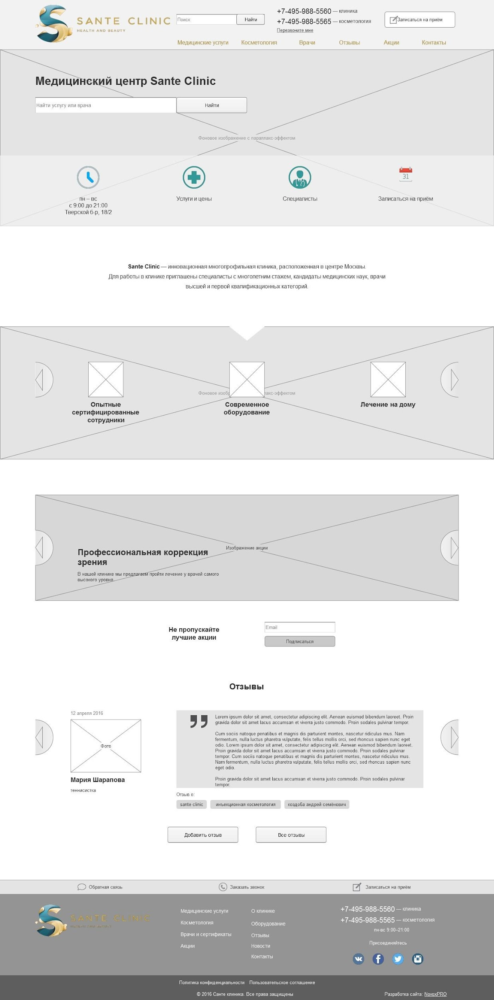 SANTE CLINIC
HEALTH AND BEAUTY
Поиск
Найти
+7-495-988-5560 — клиника
+7-495-988-5565 — косметология
Перезвоните мне
Записаться на приём
Медицинские услуги
Косметология
Врачи
Отзывы
Акции
Контакты
Медицинский центр Sante Clinic
Найти услугу или врача
Найти
Фоновое изображение с параллакс-эффектом
31
пн – вс
с 9:00 до 21:00
Тверской б-р, 18/2
Услуги и цены
Специалисты
Записаться на приём
Sante Clinic — инновационная многопрофильная клиника, расположенная в центре Москвы.
Для работы в клинике приглашены специалисты с многолетним стажем, кандидаты медицинских наук, врачи
высшей и первой квалификационных категорий.
Опытные
сертифицированные
сотрудники
Современное
оборудование
Лечение на дому
Изображение акции
Профессиональная коррекция
зрения
В нашей клинике мы предлагаем пройти лечение у врачей самого
высокого уровня.
Не пропускайте
лучшие акции
Email
Подписаться
Отзывы
12 апреля 2016
Фото
Мария Шарапова
теннисистка
Lorem ipsum dolor sit amet, consectetur adipiscing elit. Aenean euismod bibendum laoreet. Proin
gravida dolor sit amet lacus accumsan et viverra justo commodo. Proin sodales pulvinar tempor.
Cum sociis natoque penatibus et magnis dis parturient montes, nascetur ridiculus mus. Nam
fermentum, nulla luctus pharetra vulputate, felis tellus mollis orci, sed rhoncus sapien nunc eget
odio. Lorem ipsum dolor sit amet, consectetur adipiscing elit. Aenean euismod bibendum laoreet.
Proin gravida dolor sit amet lacus accumsan et viverra justo commodo. Proin sodales pulvinar
tempor. Cum sociis natoque penatibus et magnis dis parturient montes, nascetur ridiculus mus.
Nam fermentum, nulla luctus pharetra vulputate, felis tellus mollis orci, sed rhoncus sapien nunc
eget odio.
Proin gravida dolor sit amet lacus accumsan et viverra justo commodo. Proin sodales pulvinar
tempor.
Отзыв о:
sante clinic
инъекционная косметология
коздоба андрей семёнович
Добавить отзыв
Все отзывы
Обратная связь
Заказать звонок
Записаться на приём
SANTE CLINIC
HEALTH AND BEAUTY
Медицинские услуги
Косметология
Врачи и сертификаты
Акции
О клинике
Оборудование
Отзывы
Новости
Контакты
+7-495-988-5560 — клиника
+7-495-988-5565 — косметология
пн-вс 9:00–21:00
Присоединяйтесь
Политика конфиденциальности
Пользовательское соглашение
© 2016 Санте клиника. Все права защищены
Разработка сайта: NovoxPRO